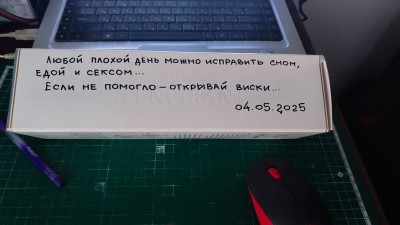 Любой плохой день можно исправить сном,
едой и сексом...
Если не помогло – открывай виски...
04.05.2025